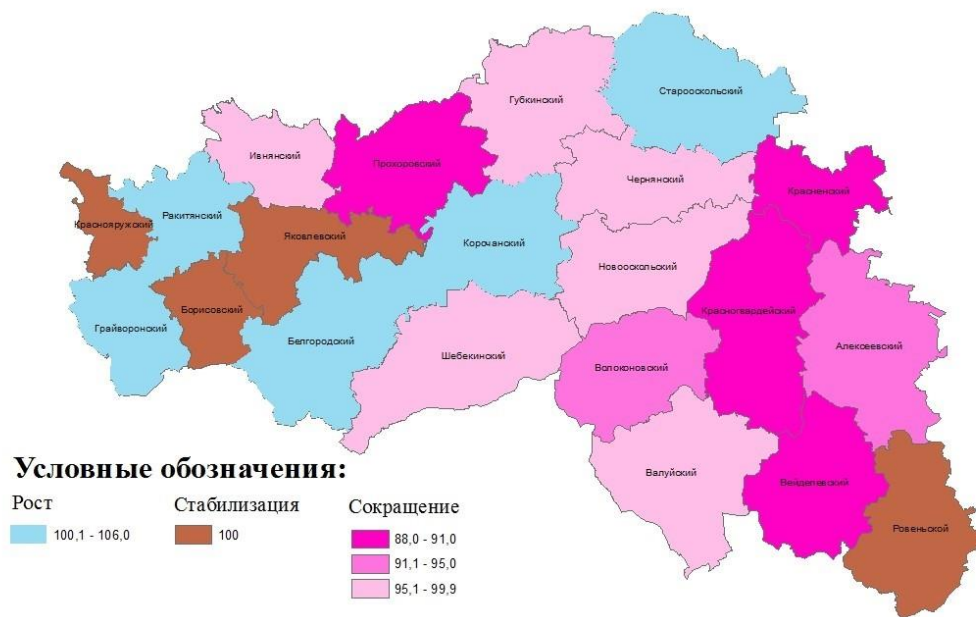 Губкинский
Старооскольский
Ивнянский
Прохоровский
Чернянский
Красненский
Краснояружский
Ракитянский
Яковлевский
Корочанский
Новооскольский
Красногвардейский
Грайворонский
Борисовский
Белгородский
Шебекинский
Волоконовский
Алексеевский
Валуйский
Вейделевский
Ровеньской
Условные обозначения:
Рост
Стабилизация
Сокращение
100,1 - 106,0
100
88,0 - 91,0
91,1 - 95,0
95,1 - 99,9